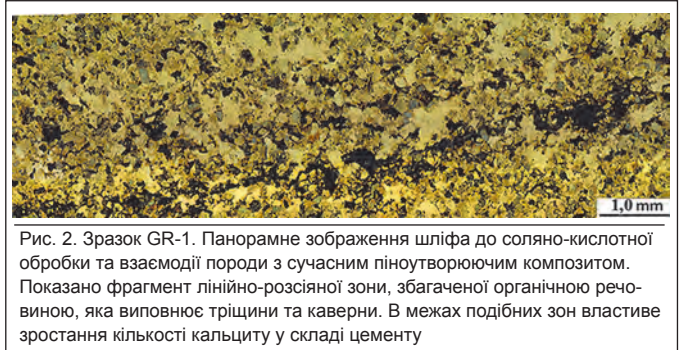 1,0 mm
Рис. 2. Зразок GR-1. Панорамне зображення шліфа до соляно-кислотної
обробки та взаємодії породи з сучасним піноутворюючим композитом.
Показано фрагмент лінійно-розсіяної зони, збагаченої органічною речо-
виною, яка виповнює тріщини та каверни. В межах подібних зон властиве
зростання кількості кальциту у складі цементу